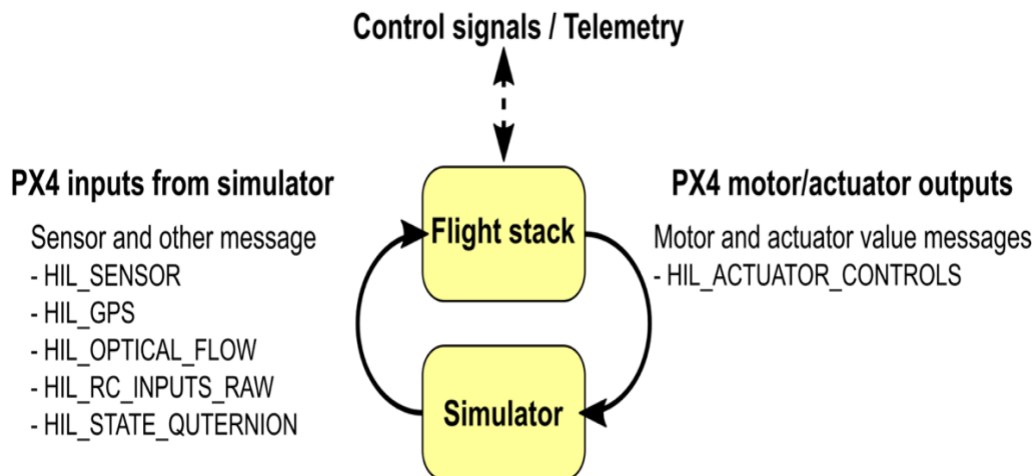 Control signals / Telemetry
PX4 inputs from simulator
Sensor and other message
- HIL_SENSOR
- HIL_GPS
- HIL_OPTICAL_FLOW
- HIL_RC_INPUTS_RAW
- HIL_STATE_QUTERNION
Flight stack
Simulator
PX4 motor/actuator outputs
Motor and actuator value messages
- HIL_ACTUATOR_CONTROLS